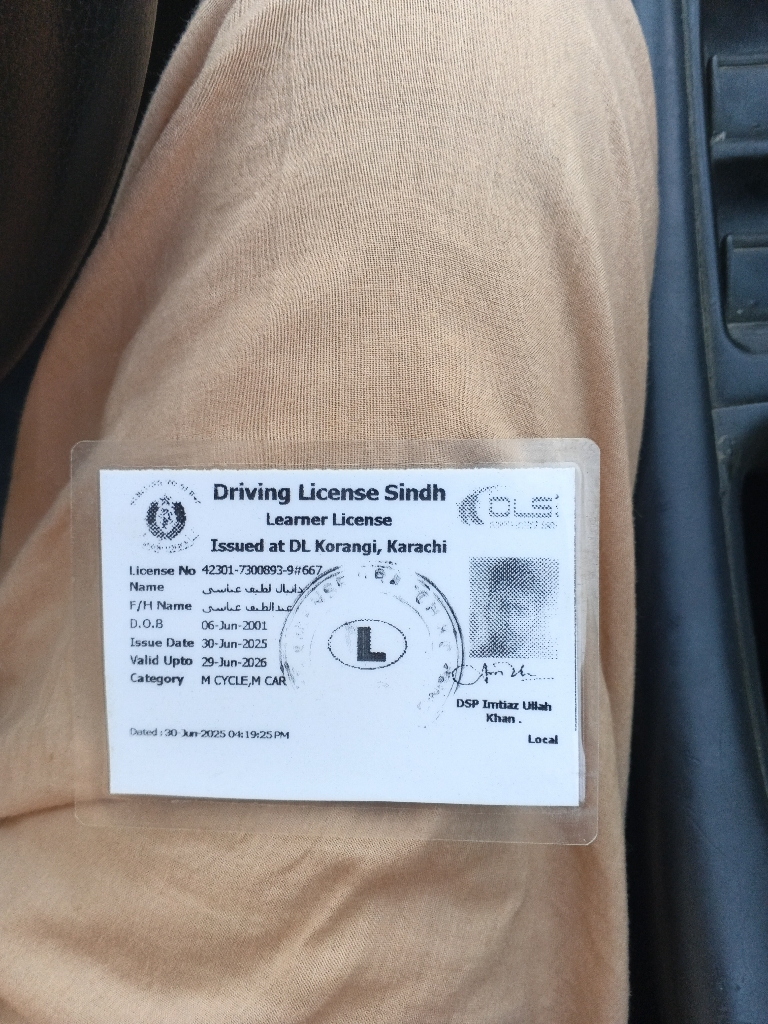 Driving License Sindh
Learner License
Issued at DL Korangi, Karachi
DLS
License No 42301-7300893-9#667
Name دانیال لطیف عباسی
F/H Name عبدالطیف عباسی
D.O.B 06-Jun-2001
Issue Date 30-Jun-2025
Valid Upto 29-Jun-2026
Category M CYCLE,M CAR
L
DSP Imtiaz Ullah
Khan .
Dated : 30-Jun-2025 04:19:25 PM
Local